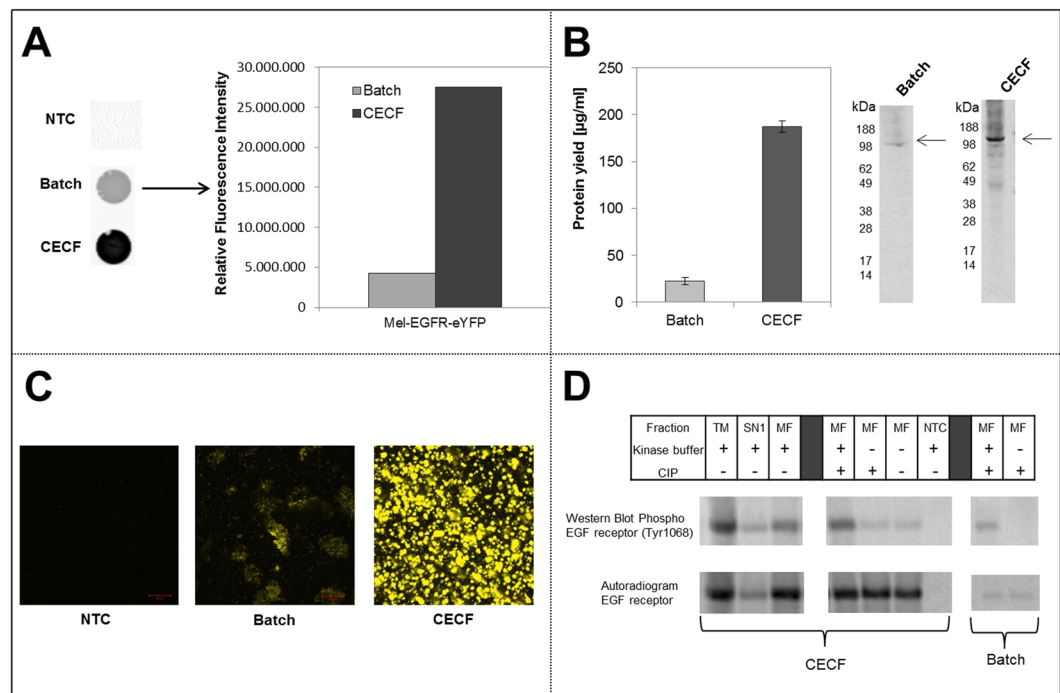 A
NTC
Batch
CECF
Relative Fluorescence Intensity
30.000.000
25.000.000
20.000.000
15.000.000
10.000.000
5.000.000
0
Batch
CECF
Mel-EGFR-eYFP
B
Protein yield [µg/ml]
250
200
150
100
50
0
Batch
CECF
Batch
kDa
188
98
62
49
38
28
17
14
CECF
kDa
188
98
62
49
38
28
17
14
C
NTC
Batch
CECF
D
Fraction TM SN1 MF MF MF MF NTC MF MF
Kinase buffer + + + + - - + + -
CIP - - - + + - - + +
Western Blot Phospho
EGF receptor (Tyr1068)
Autoradiogram
EGF receptor
CECF
Batch